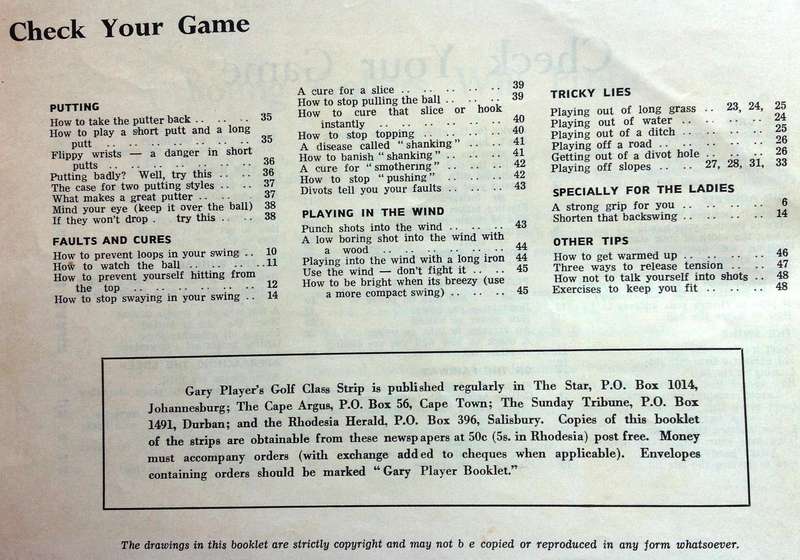 Check Your Game
PUTTING
How to take the putter back .. .. .. 35
How to play a short putt and a long
putt .. .. .. .. .. .. .. .. 35
Flippy wrists — a danger in short
putts .. .. .. .. .. .. .. .. 36
Putting badly? Well, try this .. .. 36
The case for two putting styles .. .. 37
What makes a great putter .. .. .. 37
Mind your eye (keep it over the ball) 38
If they won't drop . try this .. .. 38
FAULTS AND CURES
How to prevent loops in your swing .. 10
How to watch the ball .. .. .. .. ..11
How to prevent yourself hitting from
the top .. .. .. .. .. .. .. 12
How to stop swaying in your swing .. 14
A cure for a slice .. .. .. .. .. 39
How to stop pulling the ball .. .. .. 39
How to cure that slice or hook
instantly .. .. .. .. .. .. .. 40
How to stop topping .. .. .. .. 40
A disease called "shanking" .. .. .. 41
How to banish "shanking" .. .. .. 41
A cure for "smothering" .. .. .. 42
How to stop "pushing" .. .. .. .. 42
Divots tell you your faults .. .. .. 43
PLAYING IN THE WIND
Punch shots into the wind .. .. .. 43
A low boring shot into the wind with
a wood .. .. .. .. .. .. .. 44
Playing into the wind with a long iron 44
Use the wind — don't fight it .. .. 45
How to be bright when its breezy (use
a more compact swing) .. .. .. 45
TRICKY LIES
Playing out of long grass .. 23, 24, 25
Playing out of water .. .. .. .. 24
Playing out of a ditch .. .. .. .. 25
Playing off a road .. .. .. .. .. 26
Getting out of a divot hole .. .. .. 26
Playing off slopes .. .. 27, 28, 31, 33
SPECIALLY FOR THE LADIES
A strong grip for you .. .. .. .. 6
Shorten that backswing .. .. .. .. 14
OTHER TIPS
How to get warmed up .. .. .. .. 46
Three ways to release tension .. .. 47
How not to talk yourself into shots .. 48
Exercises to keep you fit .. .. .. 48
Gary Player's Golf Class Strip is published regularly in The Star, P.O. Box 1014,
Johannesburg; The Cape Argus, P.O. Box 56, Cape Town; The Sunday Tribune, P.O. Box
1491, Durban; and the Rhodesia Herald, P.O. Box 396, Salisbury. Copies of this booklet
of the strips are obtainable from these newspapers at 50c (5s. in Rhodesia) post free. Money
must accompany orders (with exchange added to cheques when applicable). Envelopes
containing orders should be marked "Gary Player Booklet."
The drawings in this booklet are strictly copyright and may not b e copied or reproduced in any form whatsoever.